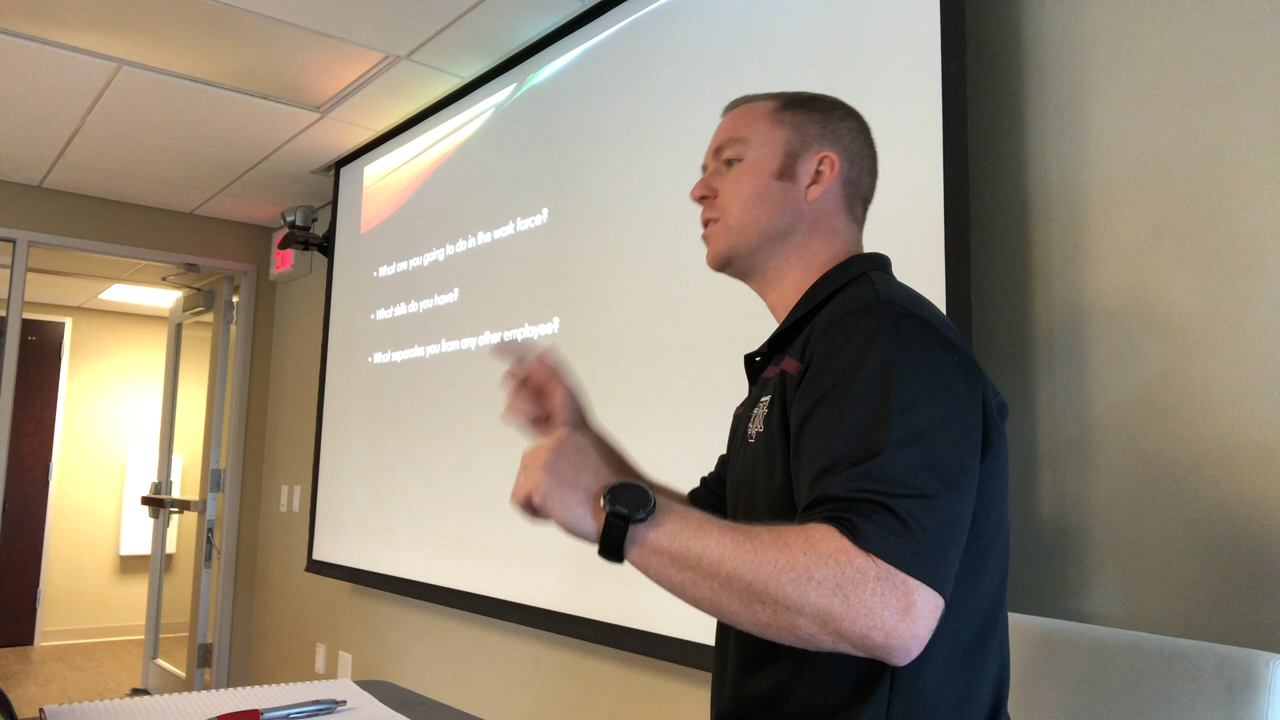 • What are you going to do in the work force?
• What skills do you have?
• What separates you from any other employee?